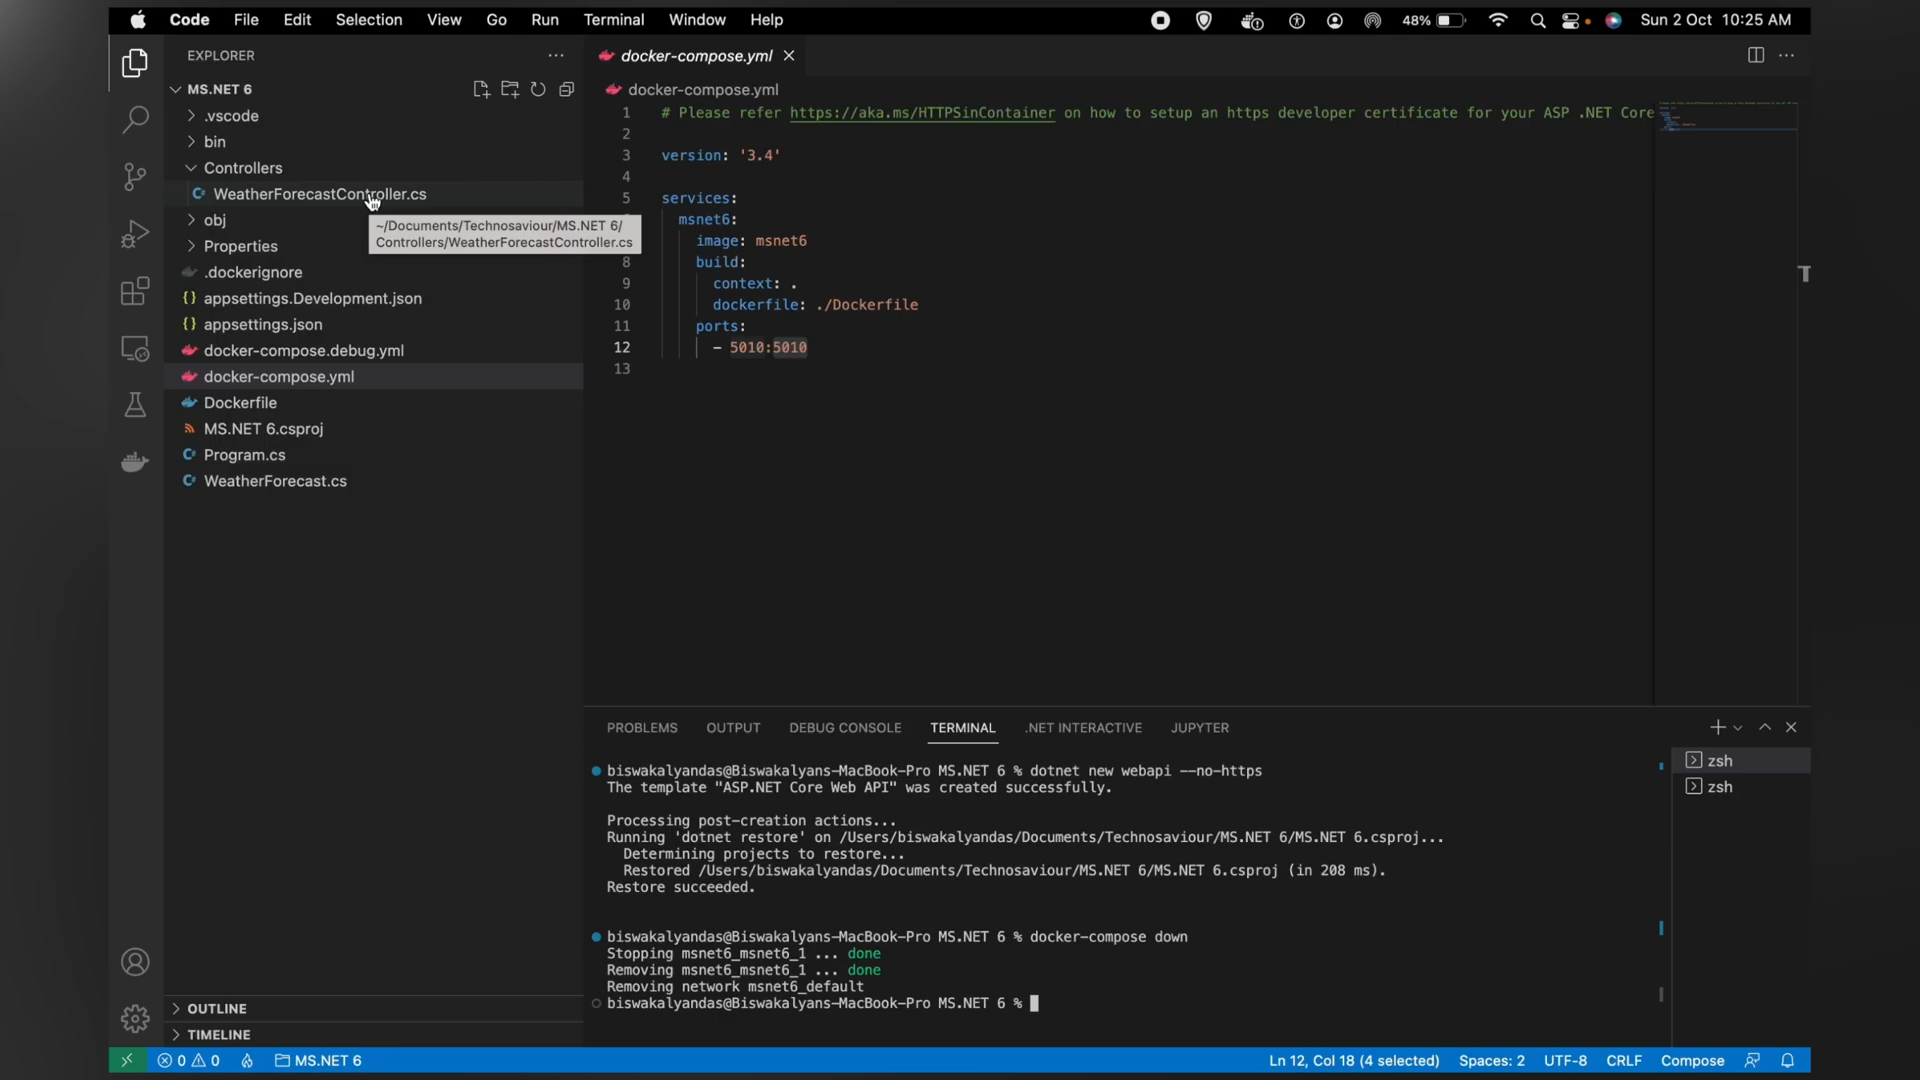 Code File Edit Selection View Go Run Terminal Window Help
48%
Sun 2 Oct 10:25 AM
EXPLORER
MS.NET 6
.vscode
bin
Controllers
WeatherForecastController.cs
obj
~/Documents/Technosaviour/MS.NET 6/
Controllers/WeatherForecastController.cs
Properties
.dockerignore
appsettings.Development.json
appsettings.json
docker-compose.debug.yml
docker-compose.yml
Dockerfile
MS.NET 6.csproj
Program.cs
WeatherForecast.cs
OUTLINE
TIMELINE
docker-compose.yml
docker-compose.yml
1 # Please refer https://aka.ms/HTTPSinContainer on how to setup an https developer certificate for your ASP .NET Core
2
3 version: '3.4'
4
5 services:
msnet6:
image: msnet6
8 build:
9 context: .
10 dockerfile: ./Dockerfile
11 ports:
12 - 5010:5010
13
T
PROBLEMS OUTPUT DEBUG CONSOLE TERMINAL .NET INTERACTIVE JUPYTER
zsh
zsh
biswakalyandas@Biswakalyans-MacBook-Pro MS.NET 6 % dotnet new webapi --no-https
The template "ASP.NET Core Web API" was created successfully.
Processing post-creation actions...
Running 'dotnet restore' on /Users/biswakalyandas/Documents/Technosaviour/MS.NET 6/MS.NET 6.csproj...
Determining projects to restore...
Restored /Users/biswakalyandas/Documents/Technosaviour/MS.NET 6/MS.NET 6.csproj (in 208 ms).
Restore succeeded.
biswakalyandas@Biswakalyans-MacBook-Pro MS.NET 6 % docker-compose down
Stopping msnet6_msnet6_1 ... done
Removing msnet6_msnet6_1 ... done
Removing network msnet6_default
biswakalyandas@Biswakalyans-MacBook-Pro MS.NET 6 %
0 0 MS.NET 6
Ln 12, Col 18 (4 selected) Spaces: 2 UTF-8 CRLF Compose